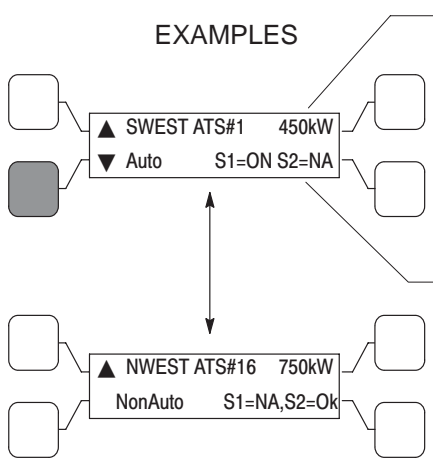 EXAMPLES
▲ SWEST ATS#1 450kW
▼ Auto S1=ON S2=NA
▲ NWEST ATS#16 750kW
NonAuto S1=NA,S2=Ok